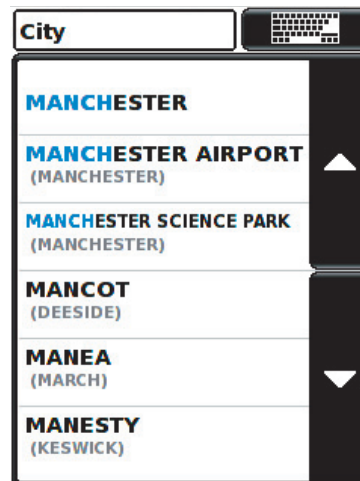 City
MANCHESTER
MANCHESTER AIRPORT
(MANCHESTER)
MANCHESTER SCIENCE PARK
(MANCHESTER)
MANCOT
(DEESIDE)
MANEA
(MARCH)
MANESTY
(KESWICK)